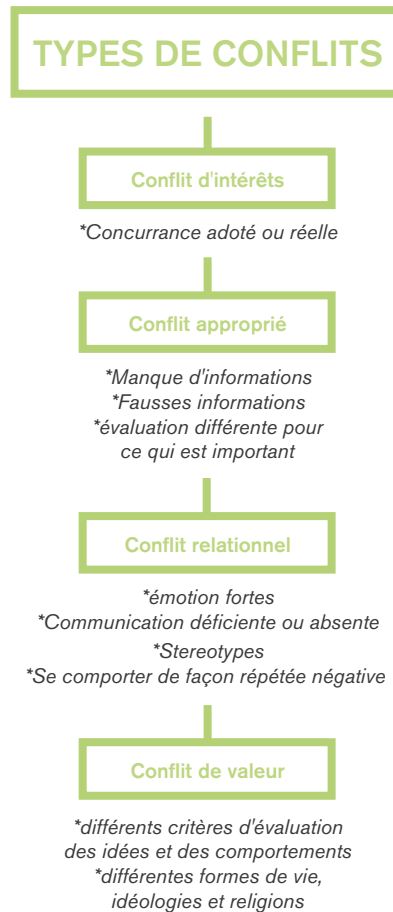 TYPES DE CONFLITS
Conflit d'intérêts
*Concurrance adoté ou réelle
Conflit approprié
*Manque d'informations
*Fausses informations
*évaluation différente pour
ce qui est important
Conflit relationnel
*émotion fortes
*Communication déficiente ou absente
*Stereotypes
*Se comporter de façon répétée négative
Conflit de valeur
*différents critères d'évaluation
des idées et des comportements
*différentes formes de vie,
idéologies et religions